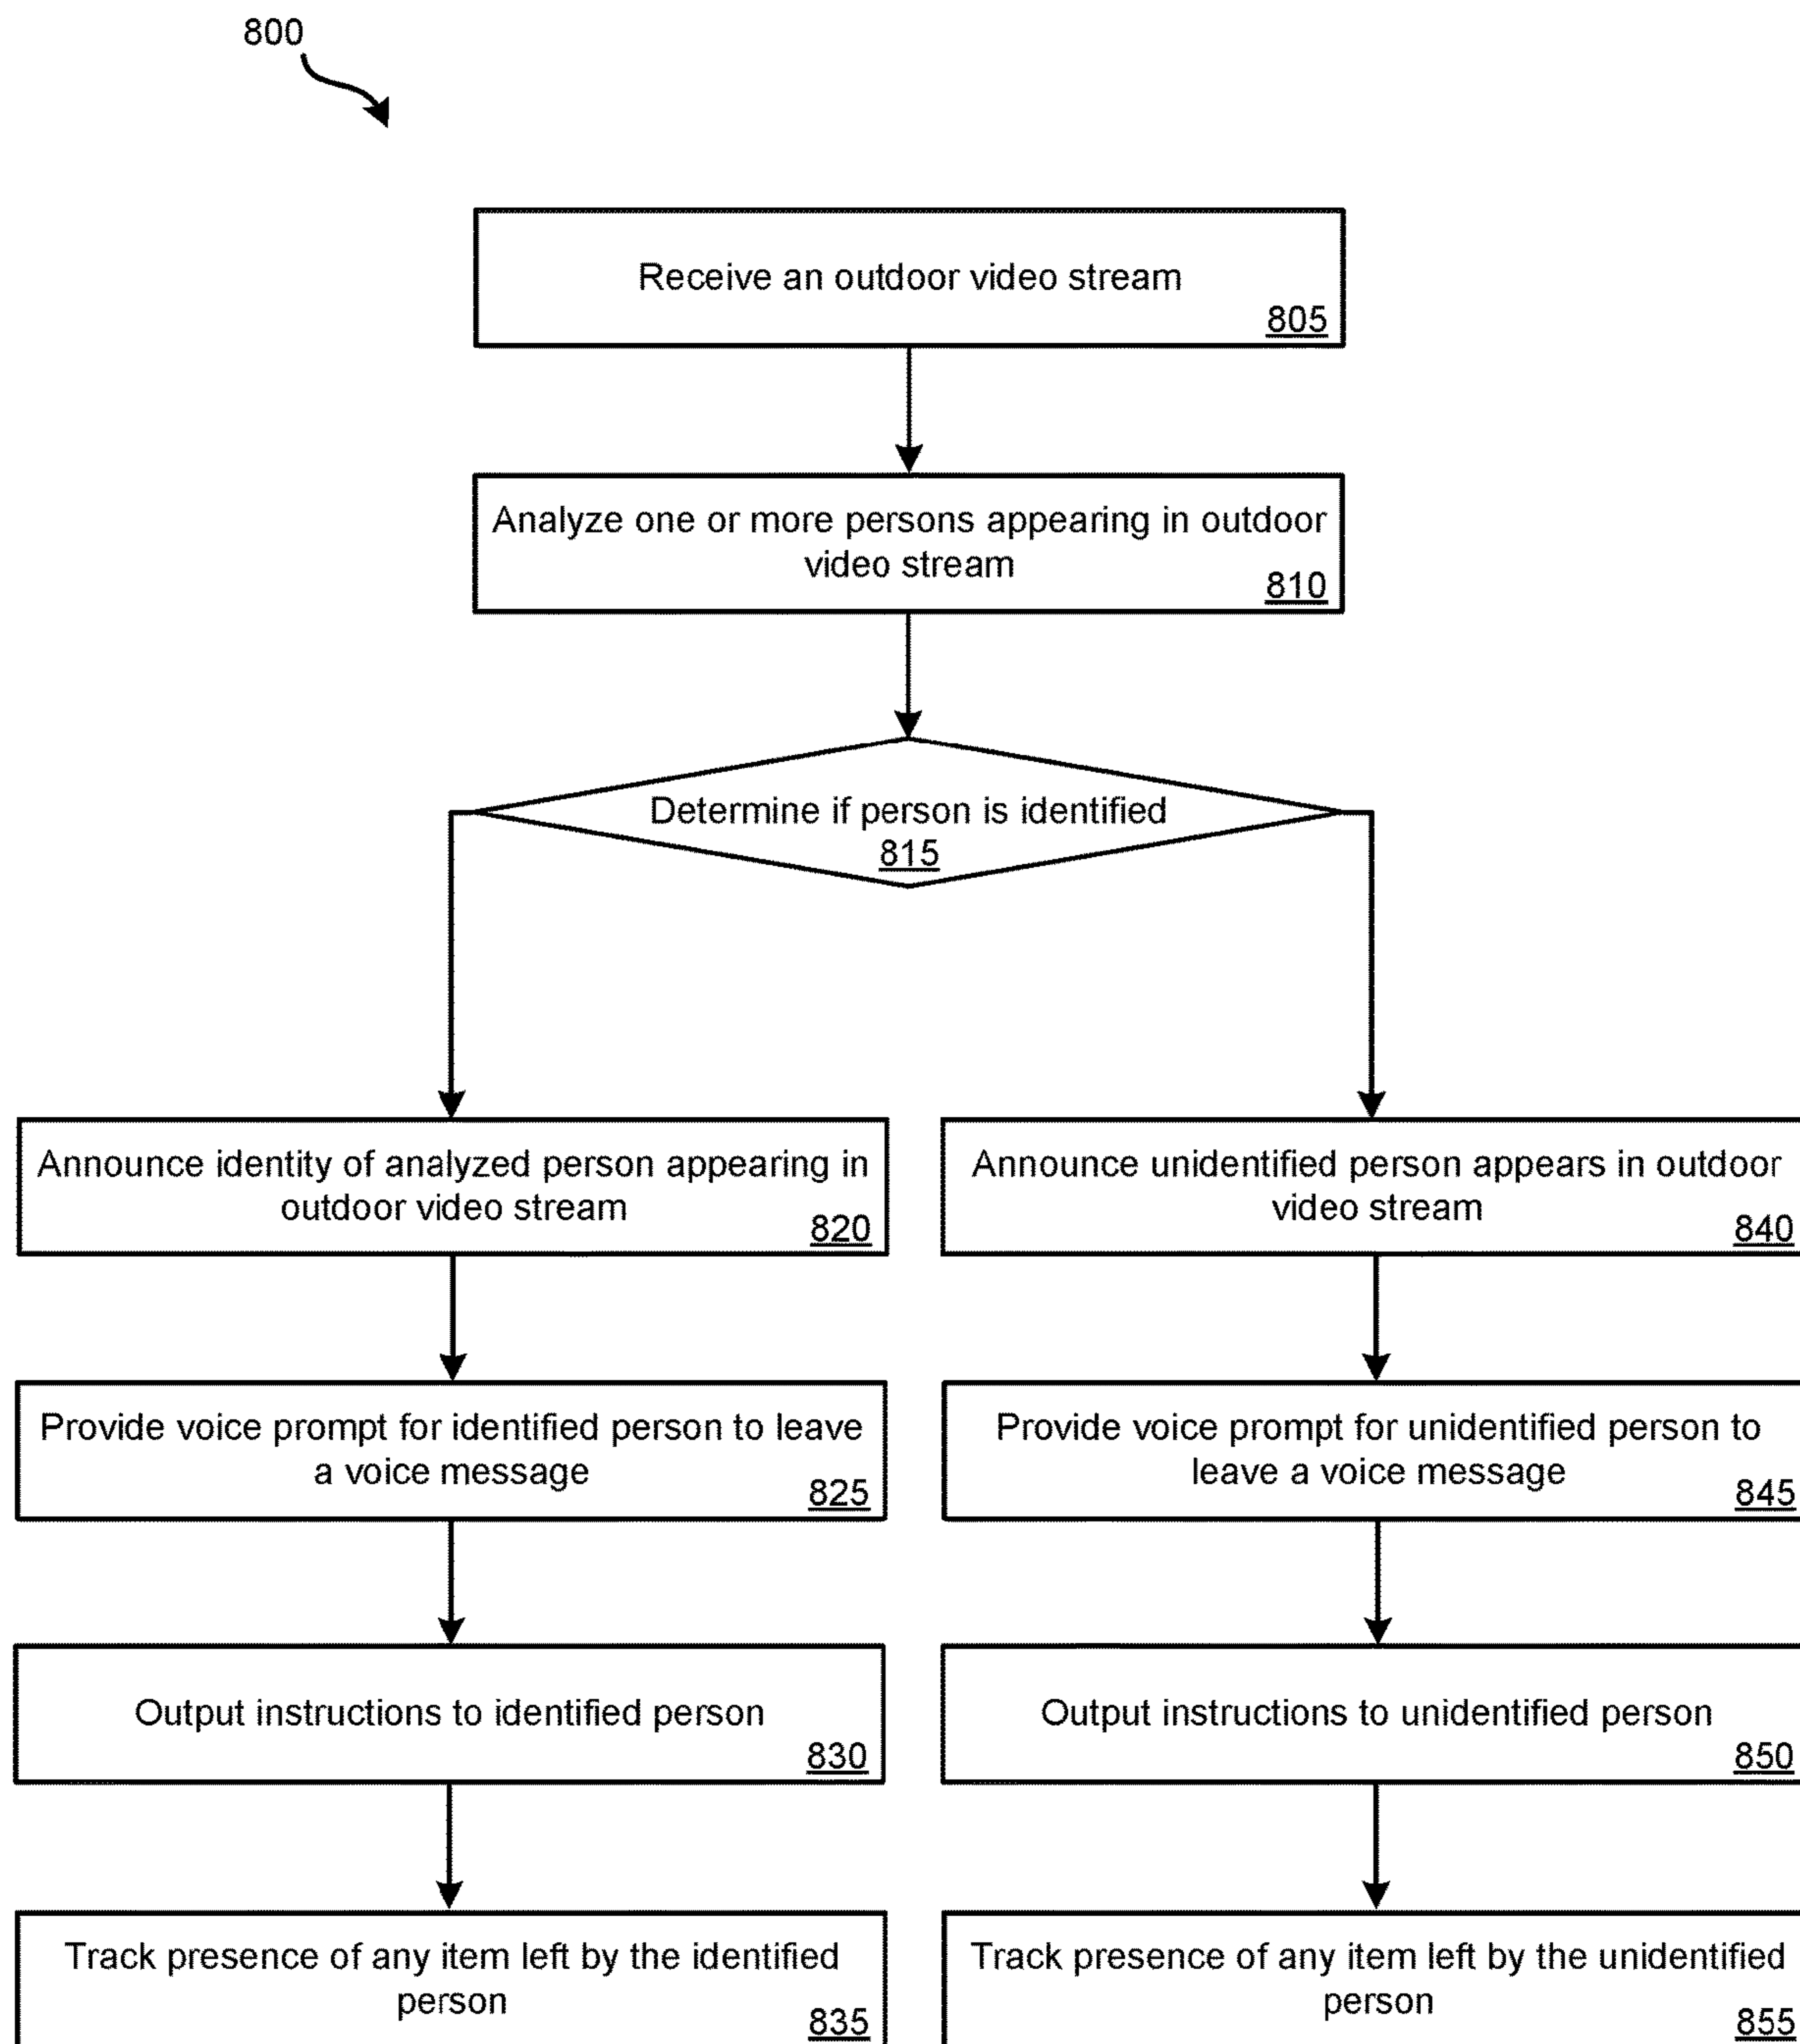 800
Receive an outdoor video stream
805
Analyze one or more persons appearing in outdoor
video stream
810
Determine if person is identified
815
Announce identity of analyzed person appearing in
outdoor video stream
820
Announce unidentified person appears in outdoor
video stream
840
Provide voice prompt for identified person to leave
a voice message
825
Provide voice prompt for unidentified person to
leave a voice message
845
Output instructions to identified person
830
Output instructions to unidentified person
850
Track presence of any item left by the identified
person
835
Track presence of any item left by the unidentified
person
855